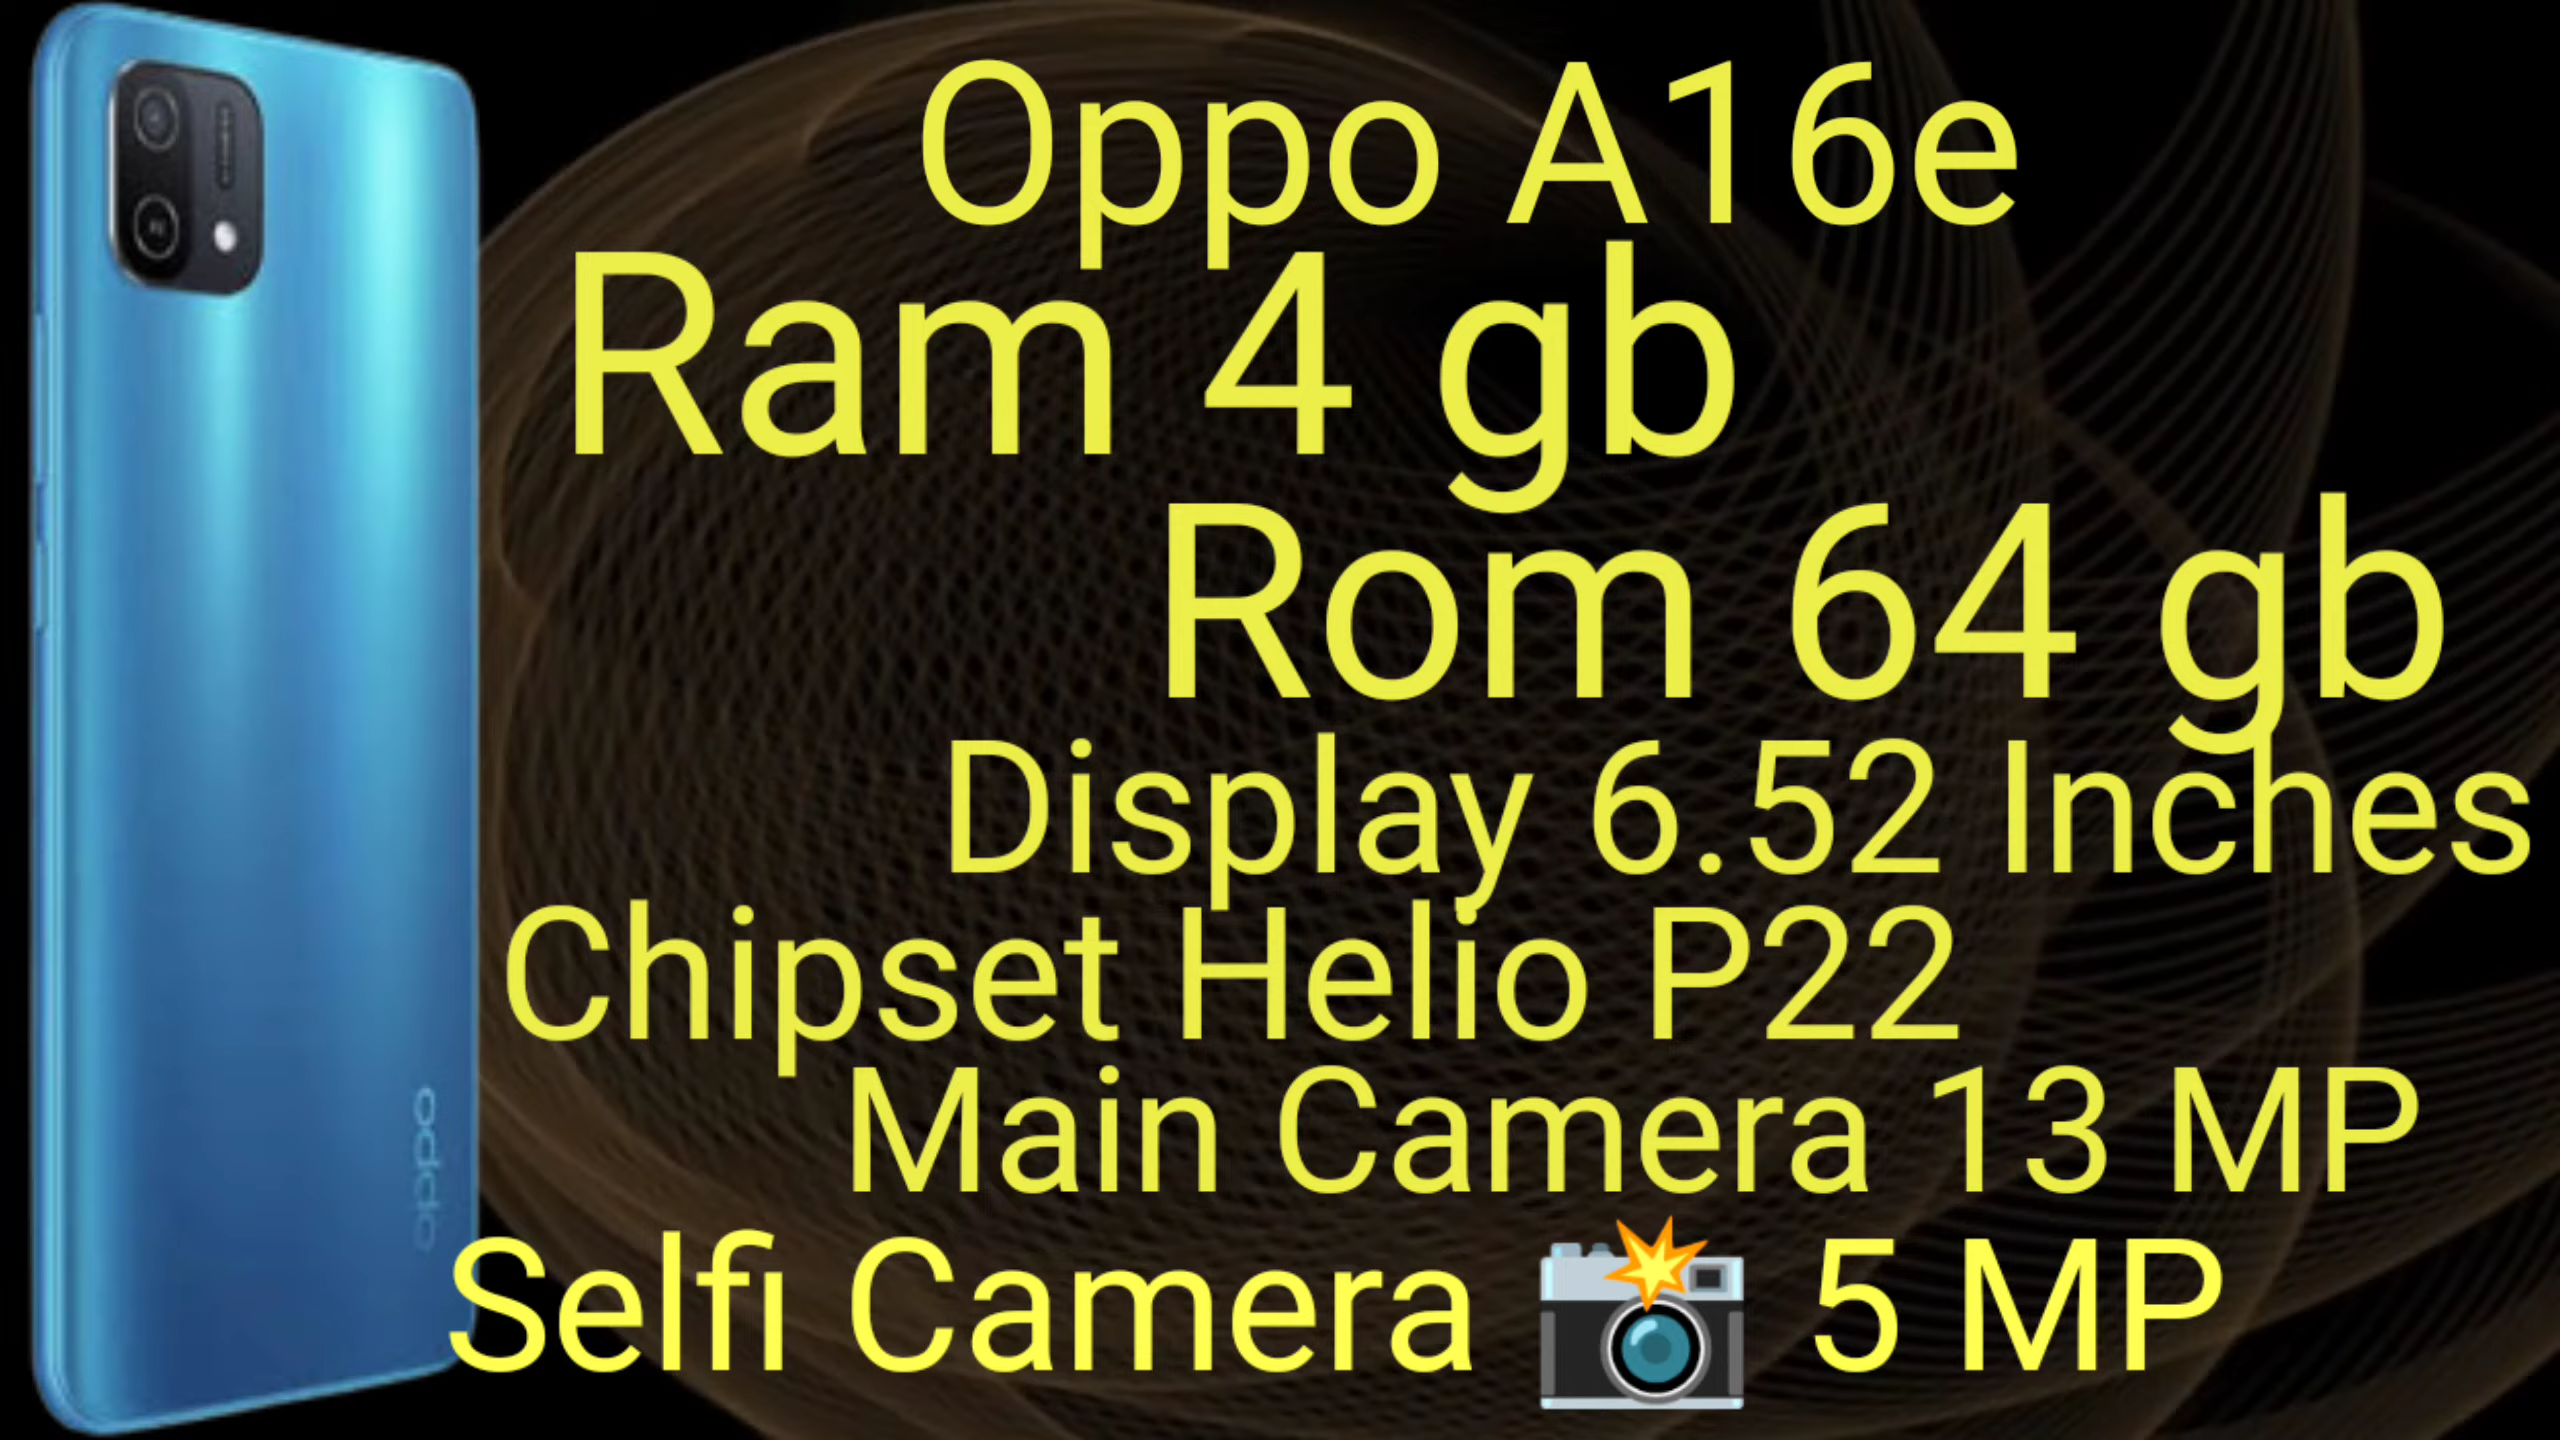 Oppo A16e
Ram 4 gb
Rom 64 gb
Display 6.52 Inches
Chipset Helio P22
Main Camera 13 MP
Selfi Camera 📸 5 MP
oppo